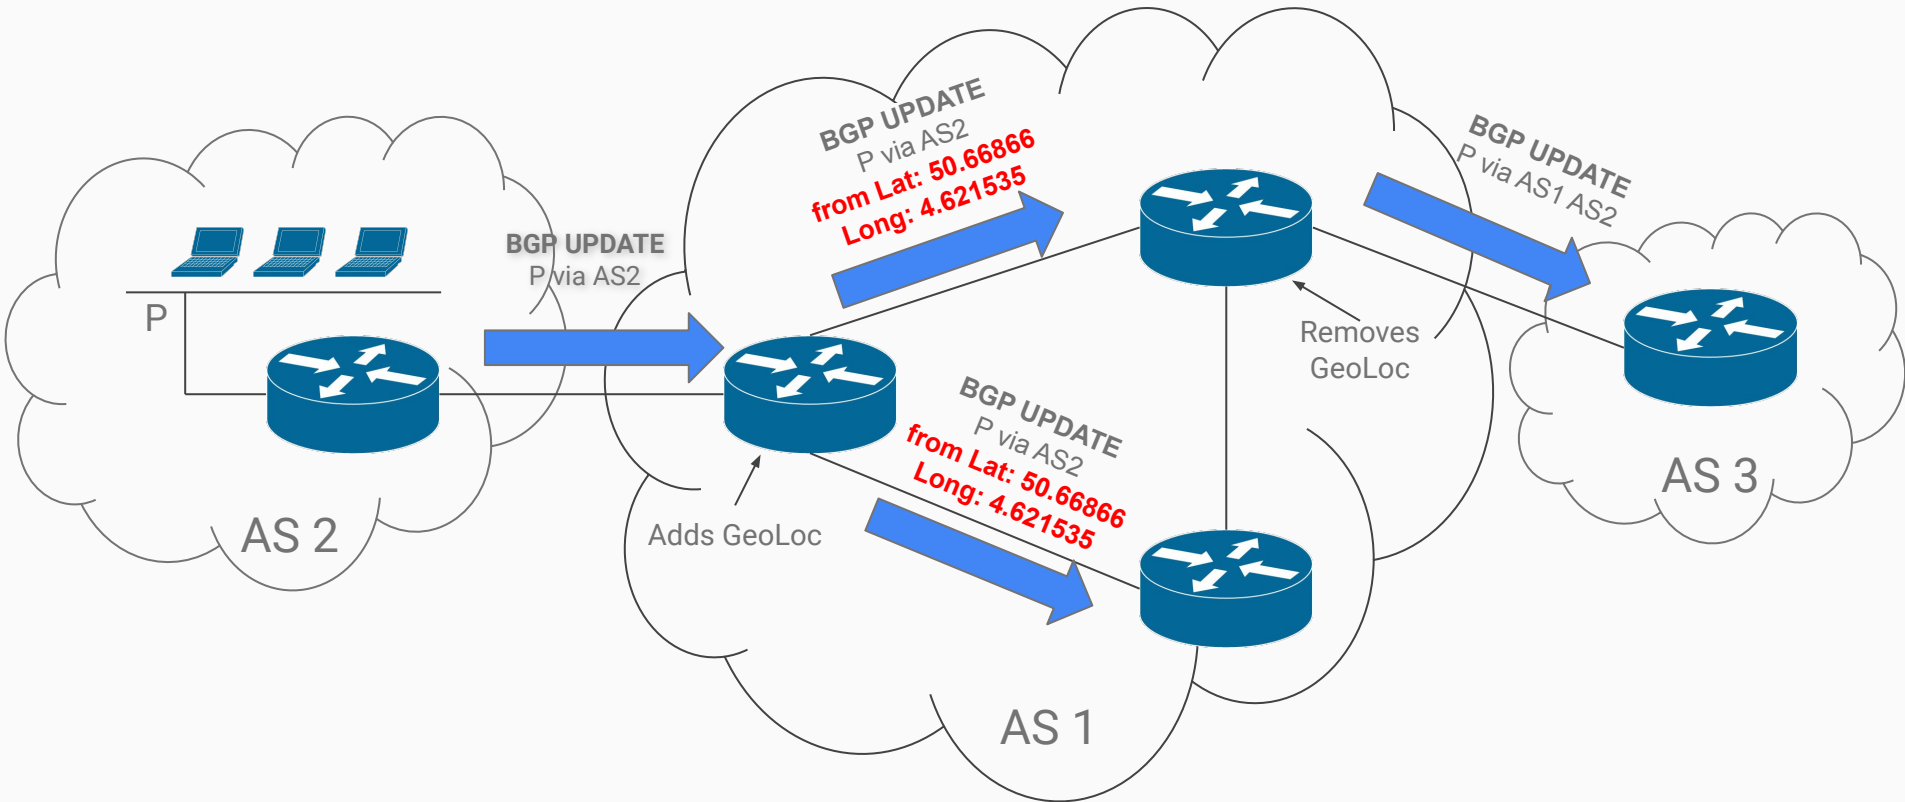 BGP UPDATE
P via AS2
from Lat: 50.66866
Long: 4.621535
BGP UPDATE
P via AS1 AS2
BGP UPDATE
P via AS2
P
Removes
GeoLoc
BGP UPDATE
P via AS2
from Lat: 50.66866
Long: 4.621535
AS 3
AS 2
Adds GeoLoc
AS 1